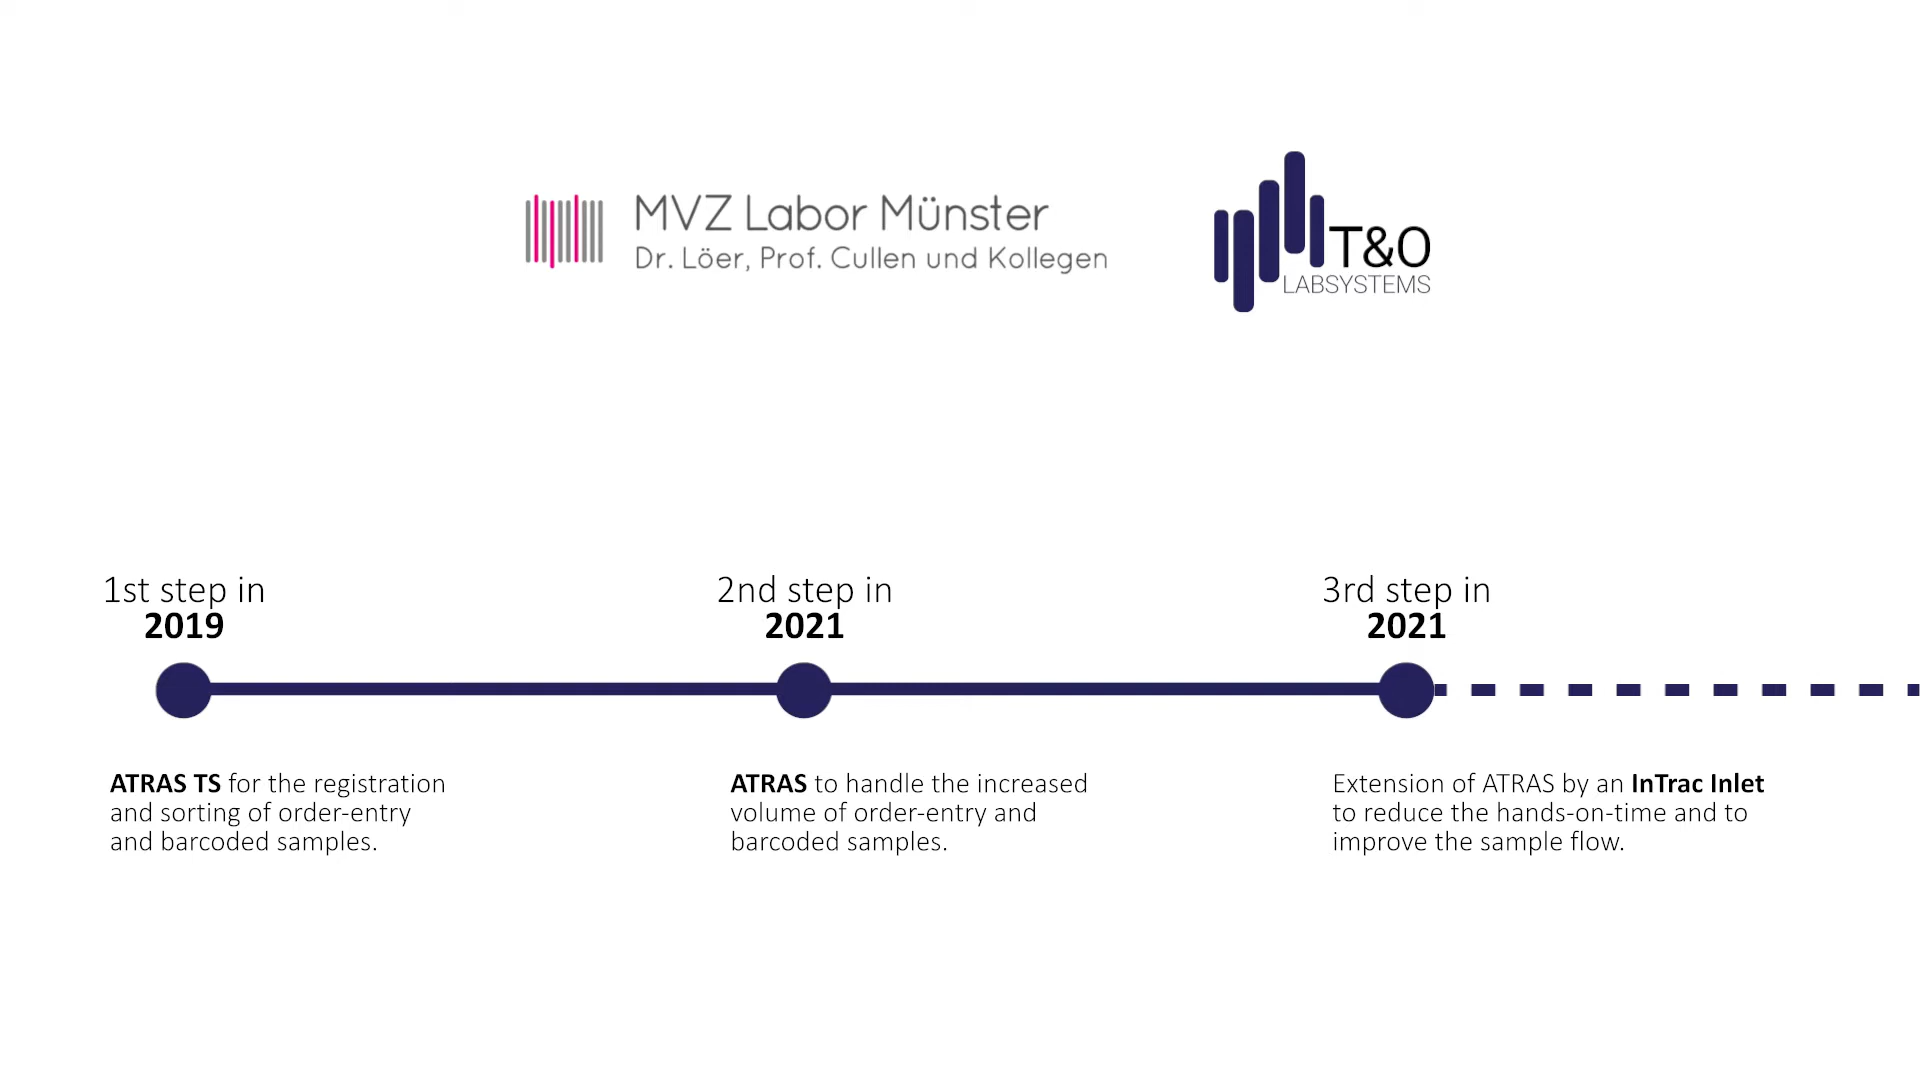 MVZ Labor Münster
Dr. Löer, Prof. Cullen und Kollegen
T&O
LABSYSTEMS
1st step in
2019
2nd step in
2021
3rd step in
2021
ATRAS TS for the registration
and sorting of order-entry
and barcoded samples.
ATRAS to handle the increased
volume of order-entry and
barcoded samples.
Extension of ATRAS by an InTrac Inlet
to reduce the hands-on-time and to
improve the sample flow.